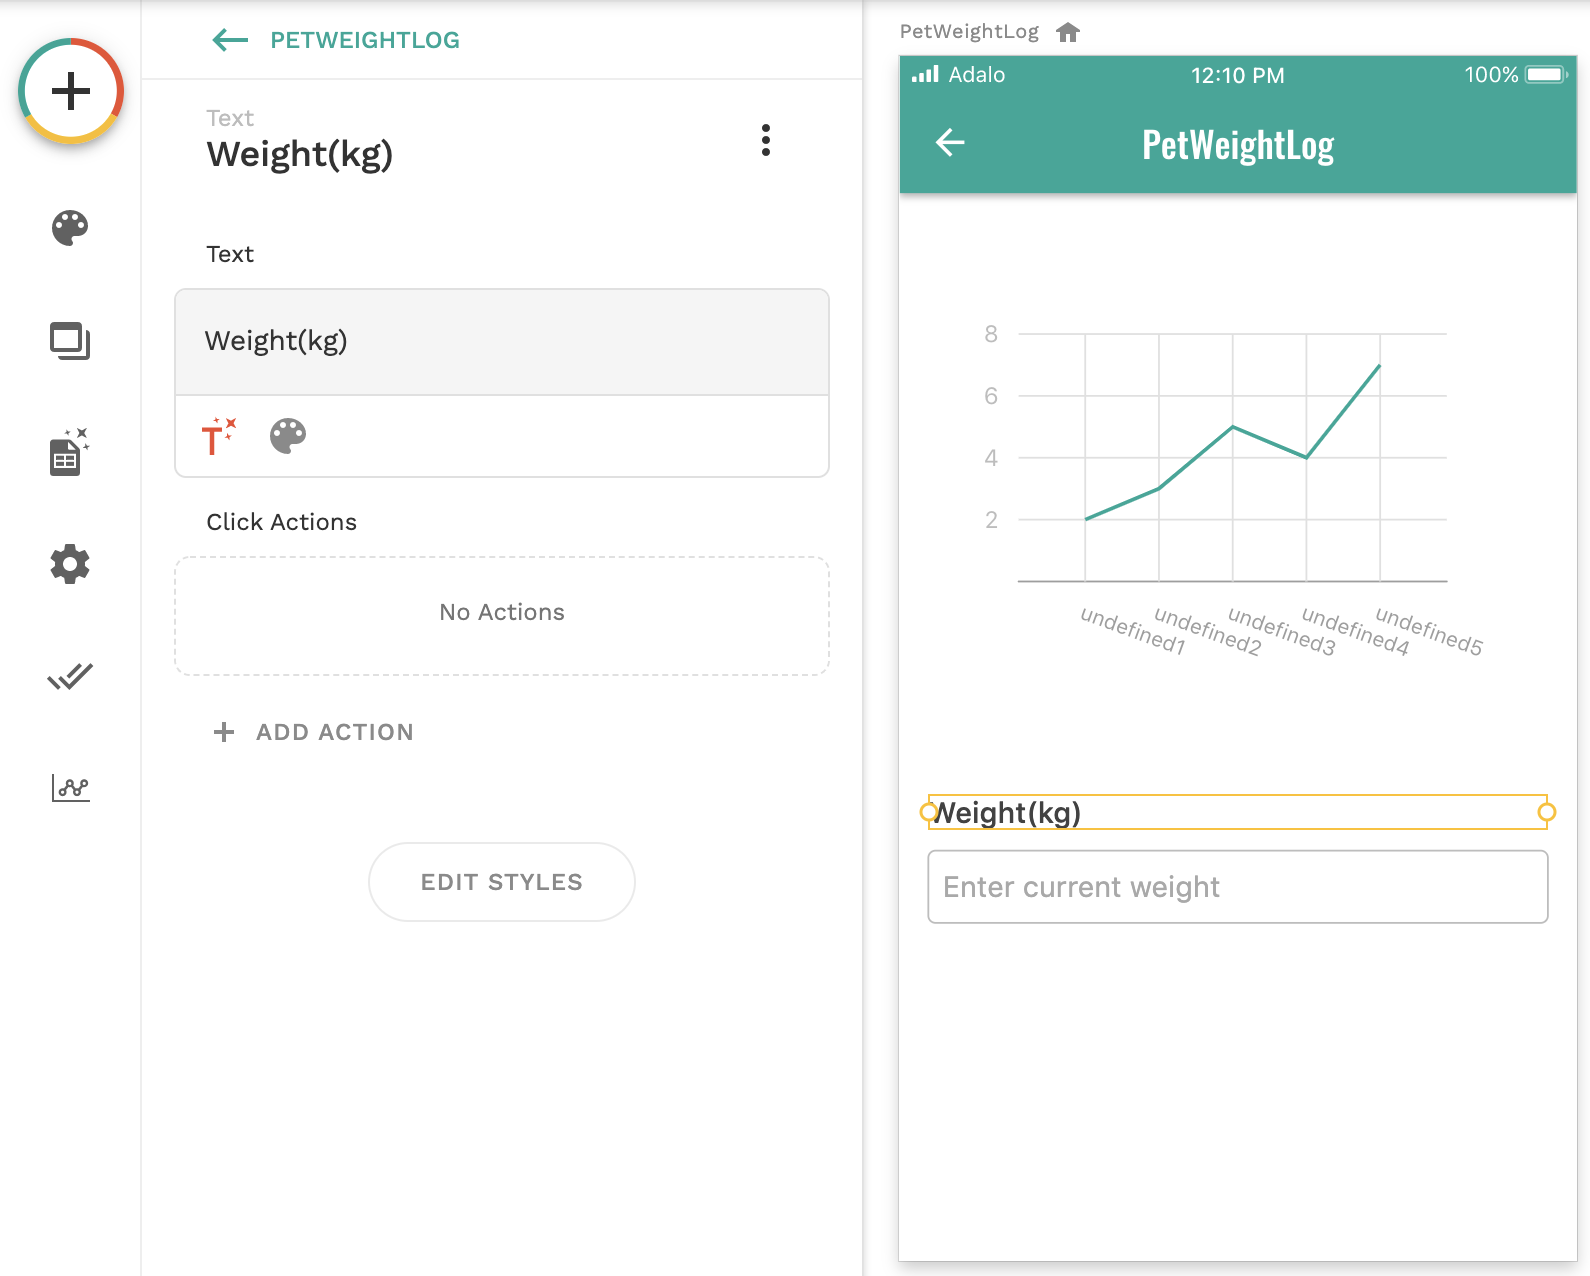 PETWEIGHTLOG
Text
Weight(kg)
Text
Weight(kg)
T
Click Actions
No Actions
ADD ACTION
EDIT STYLES
PetWeightLog
Adalo
12:10 PM
100%
PetWeightLog
8
6
4
2
undefined1
undefined2
undefined3
undefined4
undefined5
Weight(kg)
Enter current weight